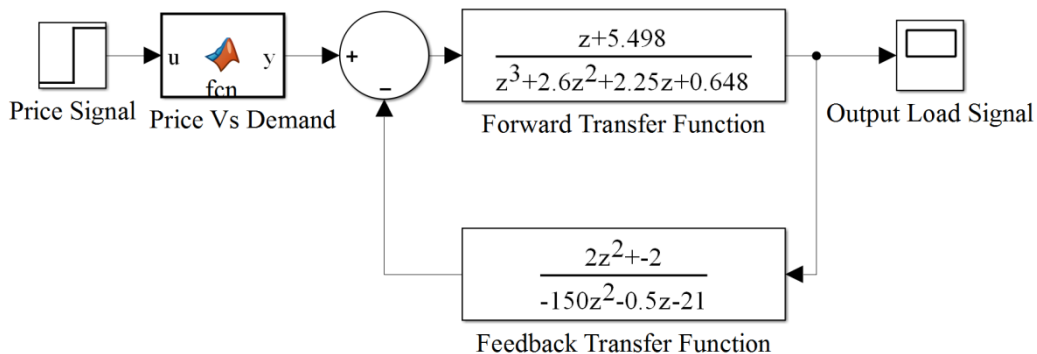 u
fcn
y
Price Signal
Price Vs Demand
+
−
z+5.498
z³+2.6z²+2.25z+0.648
Forward Transfer Function
Output Load Signal
2z²+-2
-150z²-0.5z-21
Feedback Transfer Function